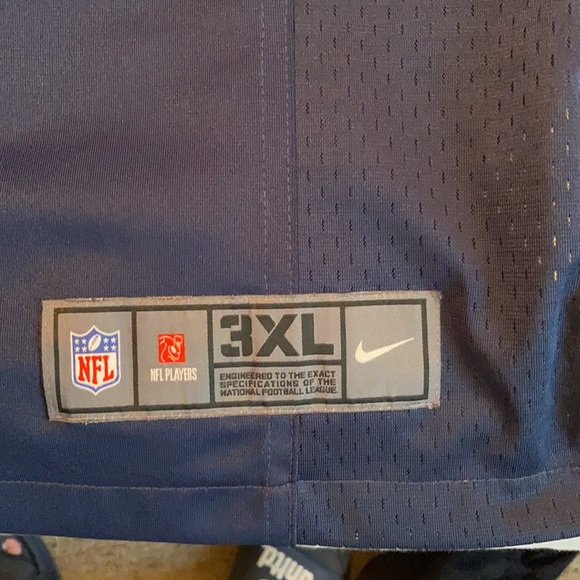 NFL
NFL PLAYERS
3XL
ENGINEERED TO THE EXACT
SPECIFICATIONS OF THE
NATIONAL FOOTBALL LEAGUE.